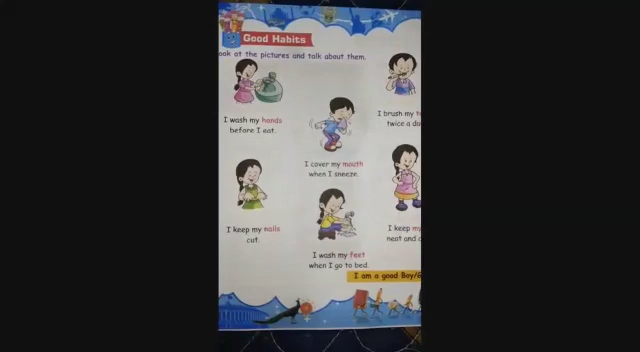 Good Habits
ook at the pictures and talk about them.
I wash my hands
before I eat.
I cover my mouth
when I sneeze.
I brush my
twice a
I keep my nails
cut.
I wash my feet
when I go to bed.
I keep my
neat and
I am a good Boy/